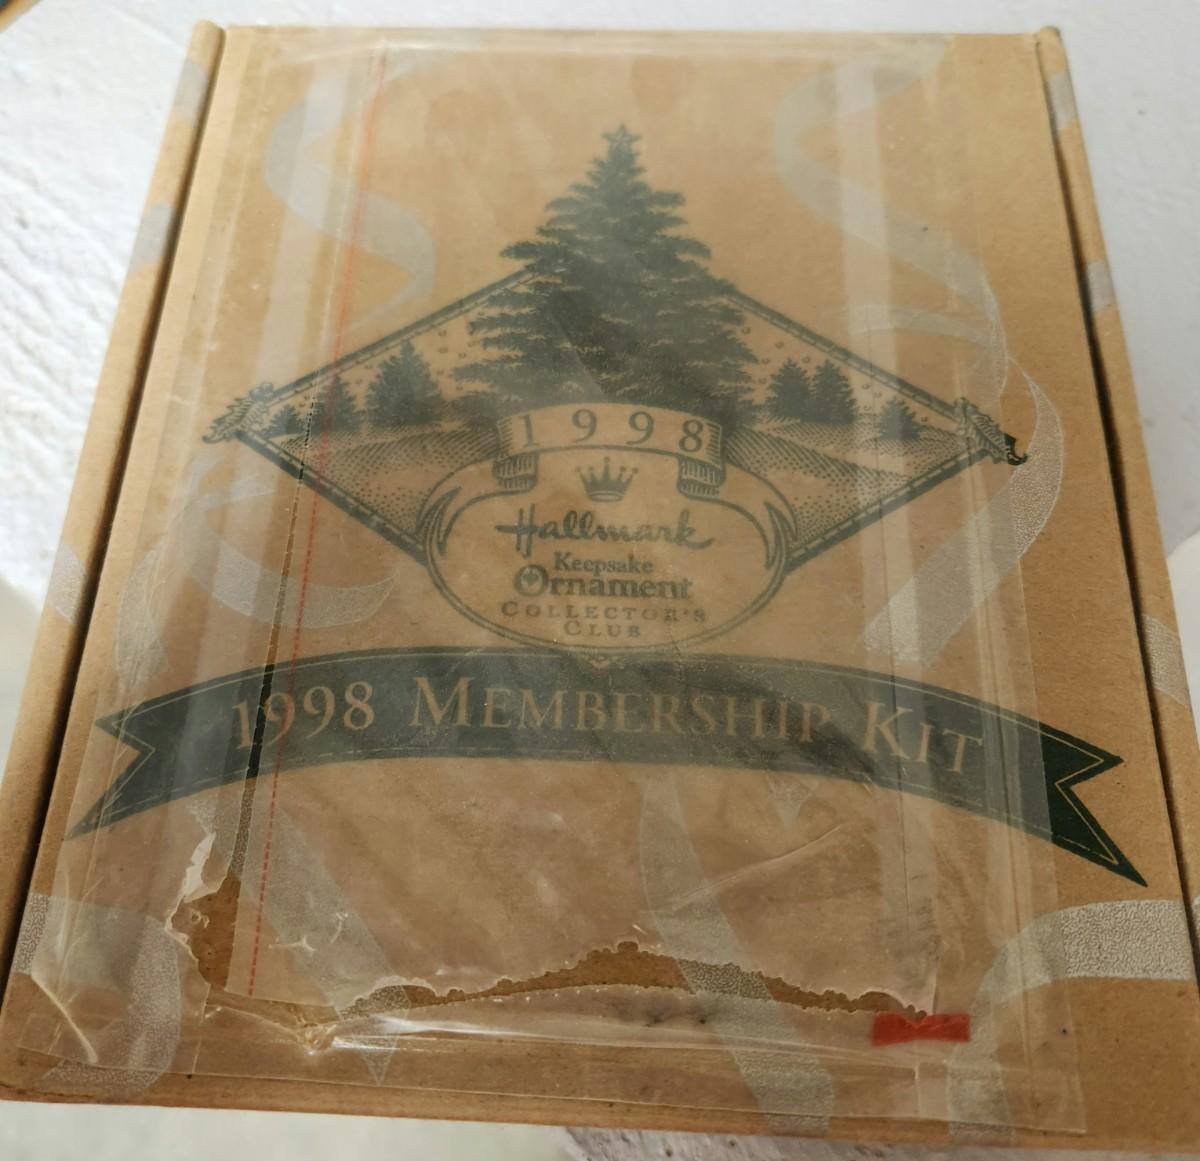 1998
Hallmark
Keepsake
Ornament
COLLECTOR'S
CLUB
1998 MEMBERSHIP KIT